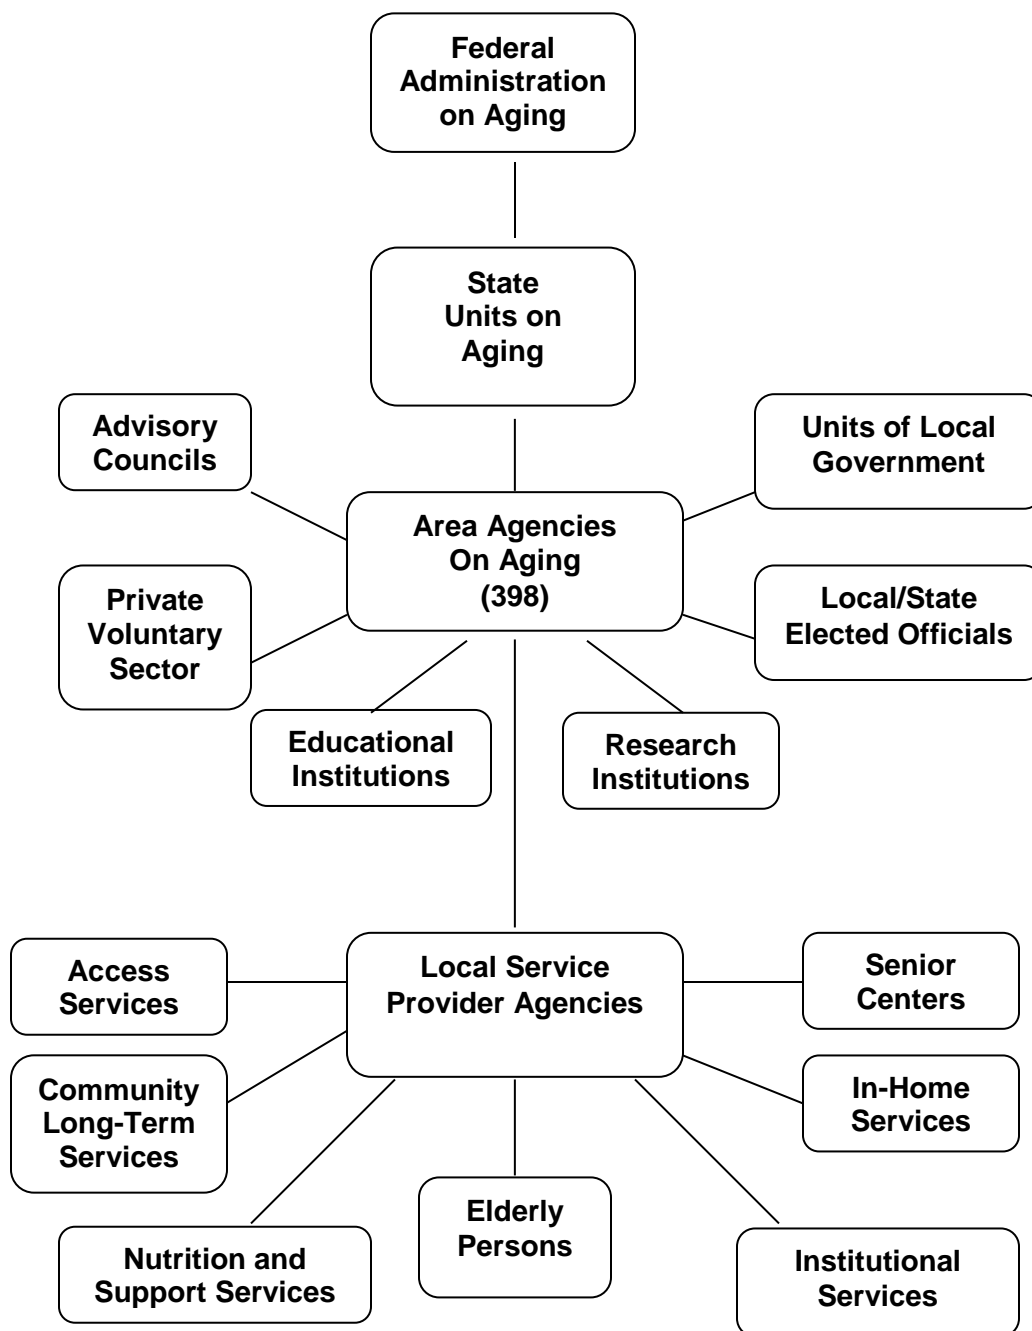 Federal
Administration
on Aging
State
Units on
Aging
Advisory
Councils
Units of Local
Government
Area Agencies
On Aging
(398)
Private
Voluntary
Sector
Local/State
Elected Officials
Educational
Institutions
Research
Institutions
Access
Services
Local Service
Provider Agencies
Senior
Centers
Community
Long-Term
Services
In-Home
Services
Nutrition and
Support Services
Elderly
Persons
Institutional
Services